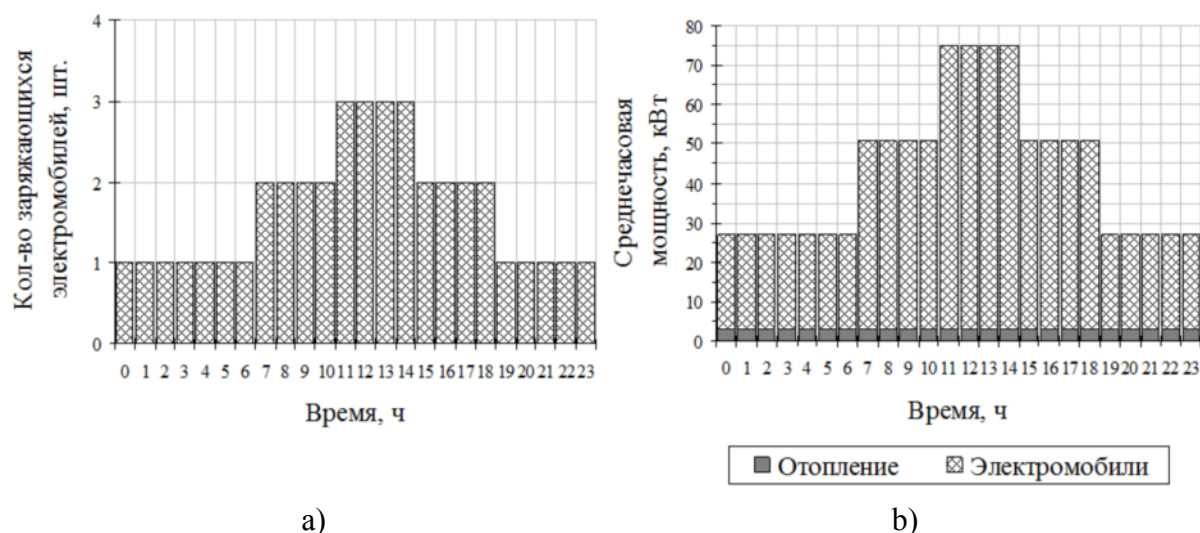 Кол-во заряжающихся
электромобилей, шт.
4
3
2
1
0
0 1 2 3 4 5 6 7 8 9 10 11 12 13 14 15 16 17 18 19 20 21 22 23
Время, ч
a)
Среднечасовая
мощность, кВт
80
70
60
50
40
30
20
10
0
0 1 2 3 4 5 6 7 8 9 10 11 12 13 14 15 16 17 18 19 20 21 22 23
Время, ч
Отопление Электромобили
b)